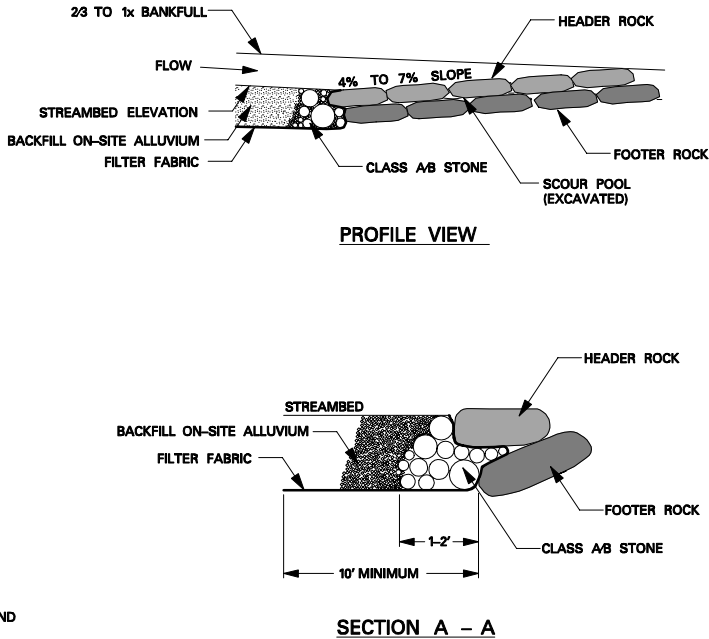 2/3 TO 1x BANKFULL
HEADER ROCK
FLOW
4% TO 7% SLOPE
STREAMBED ELEVATION
BACKFILL ON-SITE ALLUVIUM
FILTER FABRIC
CLASS A/B STONE
FOOTER ROCK
SCOUR POOL
(EXCAVATED)
PROFILE VIEW
HEADER ROCK
STREAMBED
BACKFILL ON-SITE ALLUVIUM
FILTER FABRIC
FOOTER ROCK
1-2'
CLASS A/B STONE
10' MINIMUM
ND
SECTION A - A